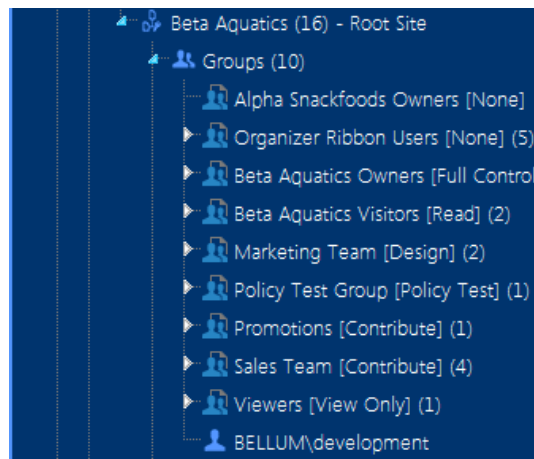 Beta Aquatics (16) - Root Site
Groups (10)
Alpha Snackfoods Owners [None]
Organizer Ribbon Users [None] (5)
Beta Aquatics Owners [Full Control
Beta Aquatics Visitors [Read] (2)
Marketing Team [Design] (2)
Policy Test Group [Policy Test] (1)
Promotions [Contribute] (1)
Sales Team [Contribute] (4)
Viewers [View Only] (1)
BELLUM\development